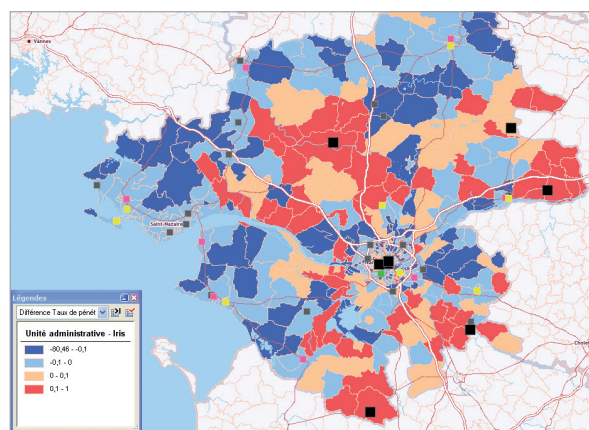 Vannes
Saint-Nazaire
Cholet
Légendes
Différence Taux de pénét
Unité administrative - Iris
-80,46 - -0,1
-0,1 - 0
0 - 0,1
0,1 - 1